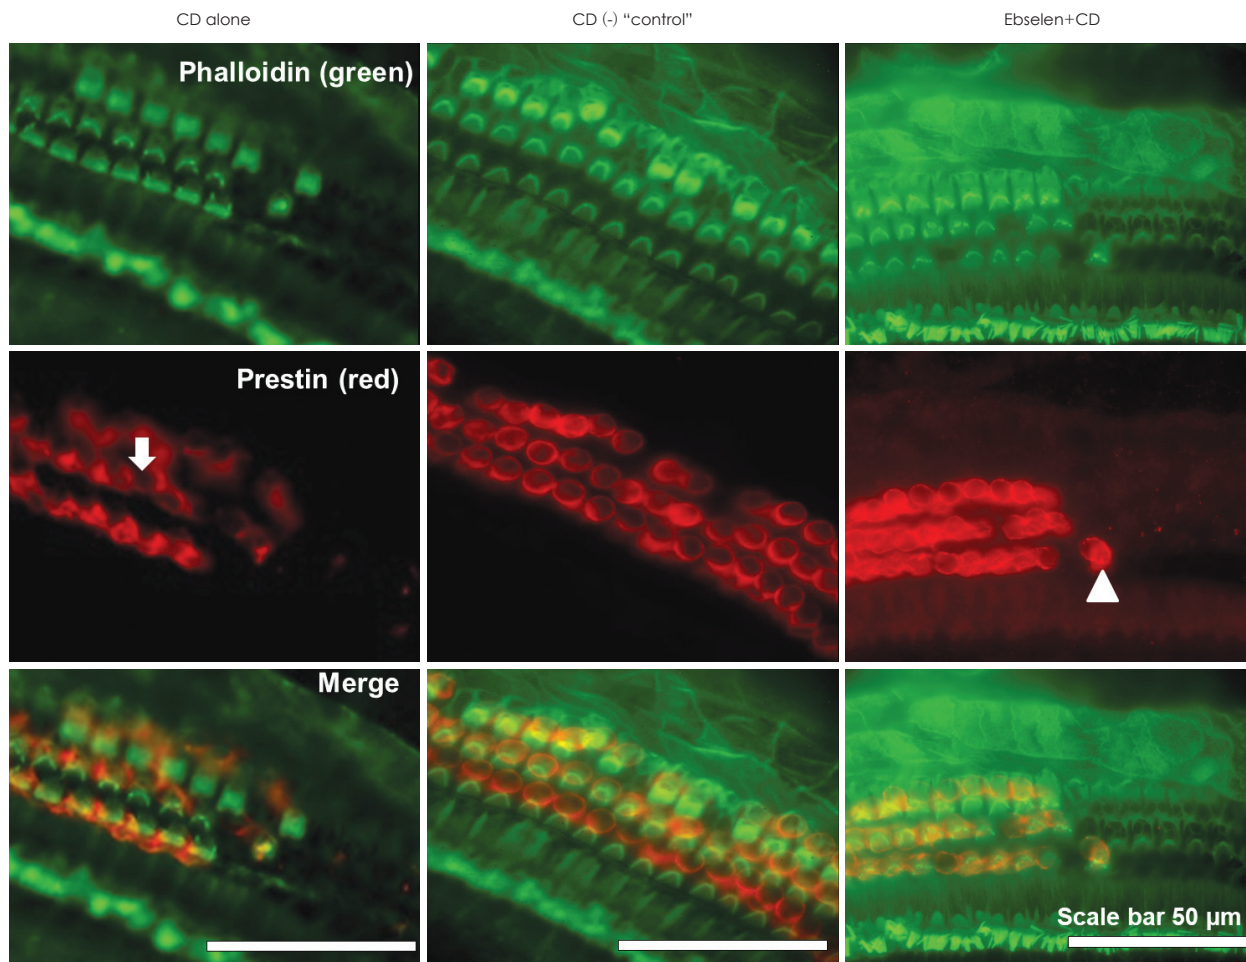 CD alone
CD (-) “control”
Ebselen+CD
Phalloidin (green)
Prestin (red)
Merge
Scale bar 50 μm